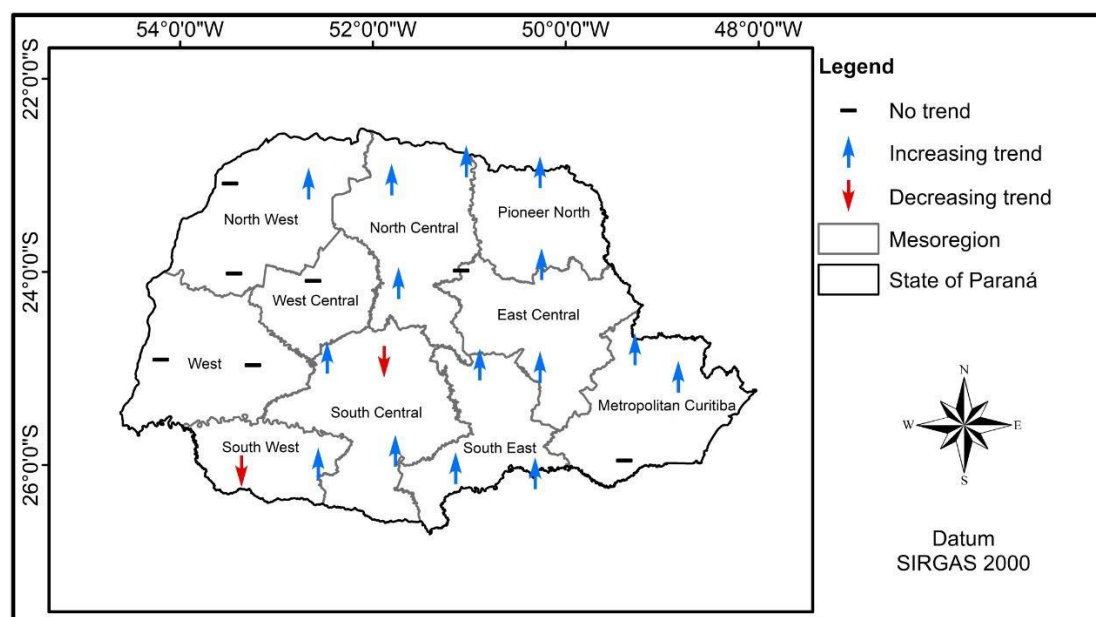 54°0'0"W 52°0'0"W 50°0'0"W 48°0'0"W
22°0'0"S
24°0'0"S
26°0'0"S
North West
North Central
Pioneer North
West Central
East Central
West
South Central
Metropolitan Curitiba
South West
South East
Legend
No trend
Increasing trend
Decreasing trend
Mesoregion
State of Paraná
N
W E
S
Datum
SIRGAS 2000